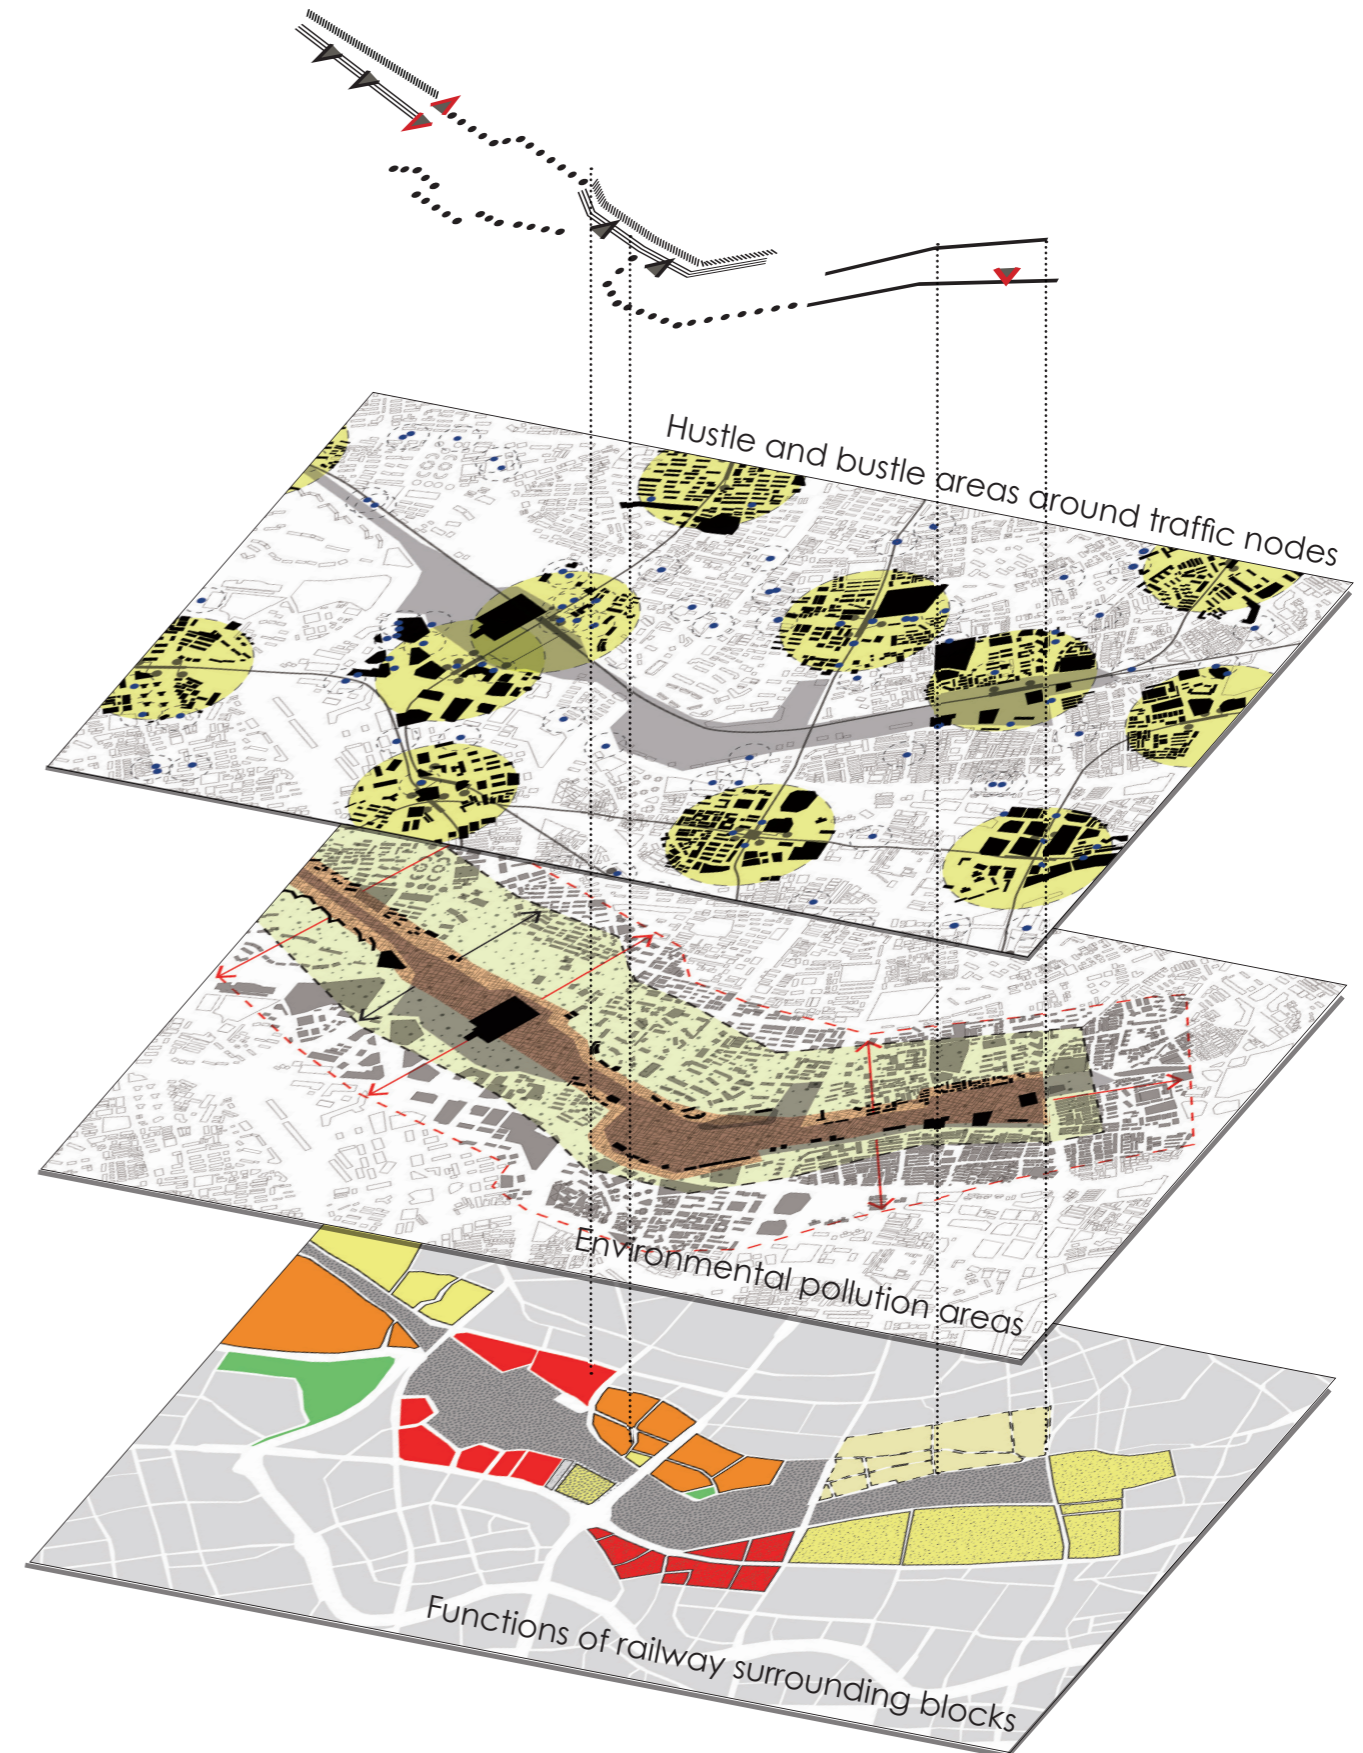 Hustle and bustle areas around traffic nodes
Environmental pollution areas
Functions of railway surrounding blocks